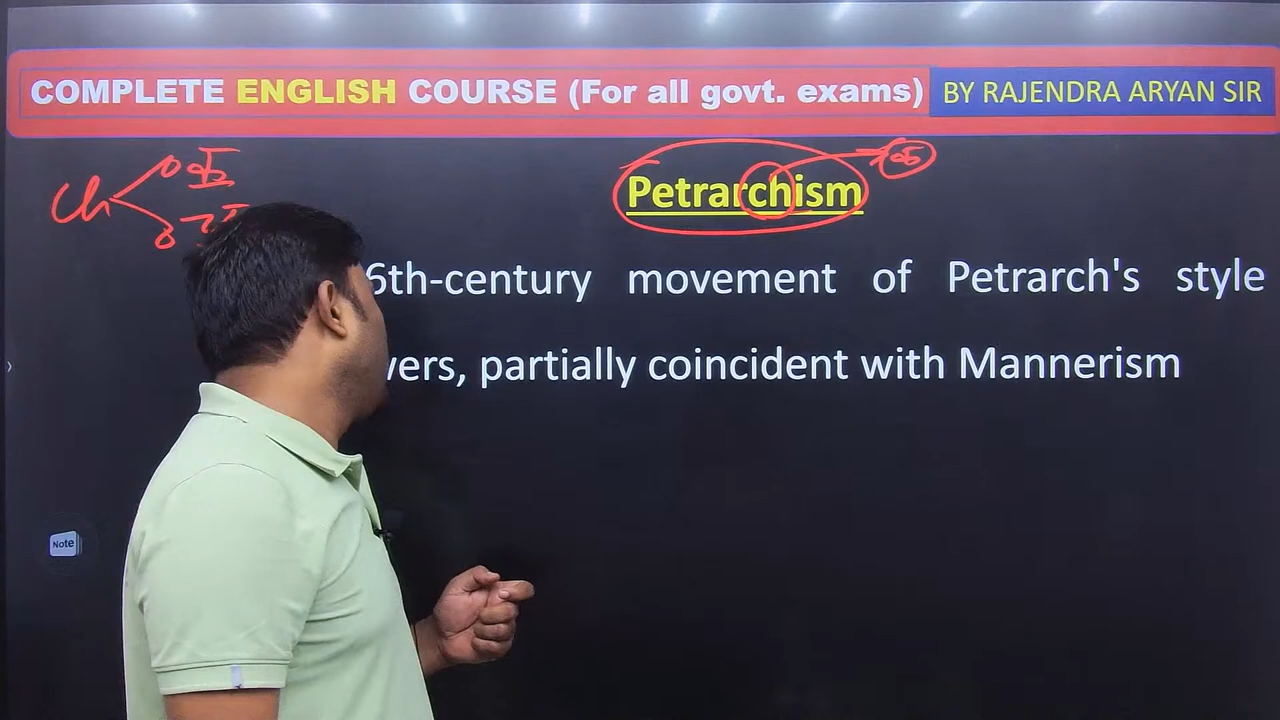 COMPLETE ENGLISH COURSE (For all govt. exams) BY RAJENDRA ARYAN SIR
Ch क
Petrarchism क
6th-century movement of Petrarch's style
wers, partially coincident with Mannerism
Note